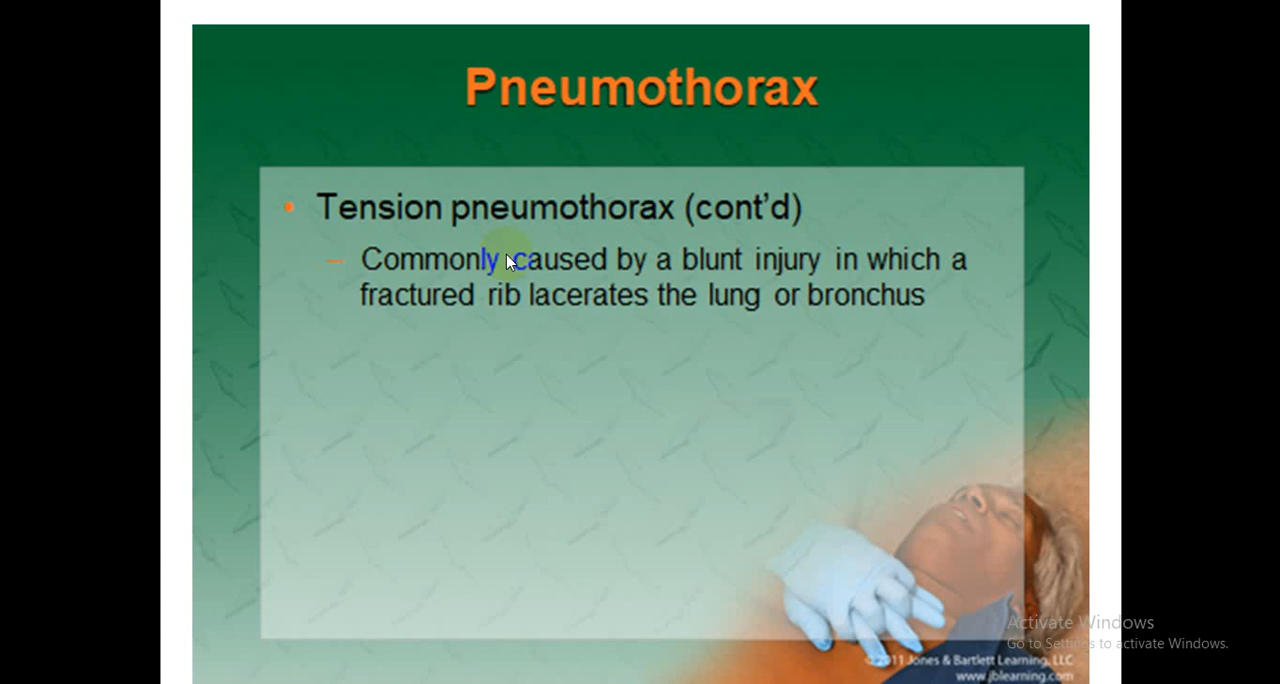 Pneumothorax
• Tension pneumothorax (cont'd)
– Commonly caused by a blunt injury in which a
fractured rib lacerates the lung or bronchus
Activate Windows
Go to Settings to activate Windows.
© 2011 Jones & Bartlett Learning, LLC
www.jblearning.com